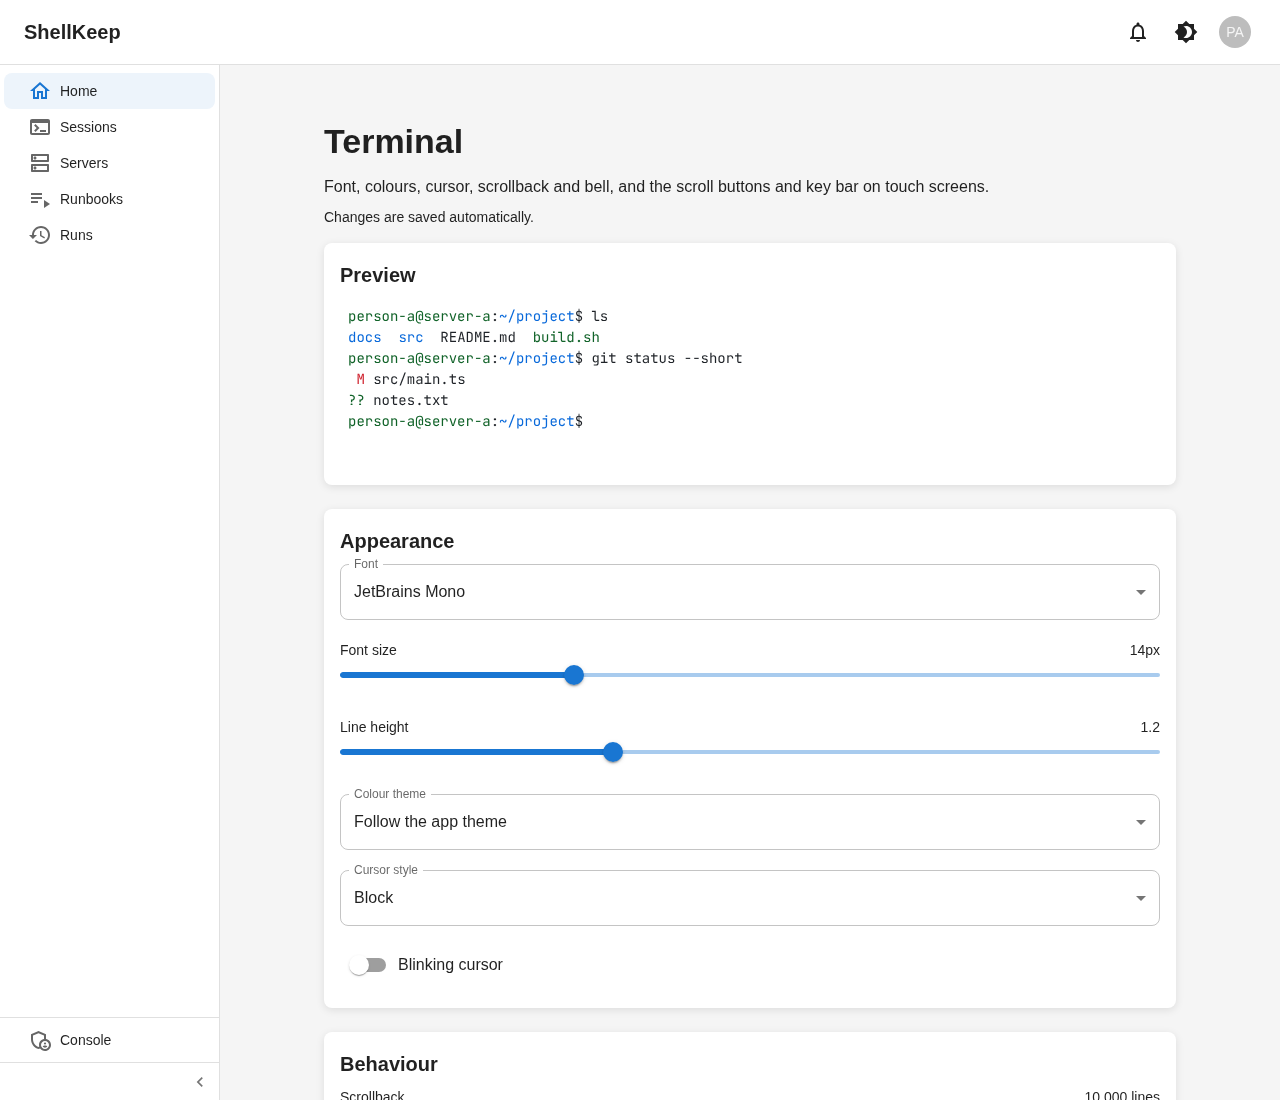 ShellKeep
PA
Home
Sessions
Servers
Runbooks
Runs
Console
Terminal
Font, colours, cursor, scrollback and bell, and the scroll buttons and key bar on touch screens.
Changes are saved automatically.
Preview
person-a@server-a:~/project$ ls
docs  src  README.md  build.sh
person-a@server-a:~/project$ git status --short
 M src/main.ts
?? notes.txt
person-a@server-a:~/project$
Appearance
Font
JetBrains Mono
Font size 14px
Line height 1.2
Colour theme
Follow the app theme
Cursor style
Block
Blinking cursor
Behaviour
Scrollback 10,000 lines